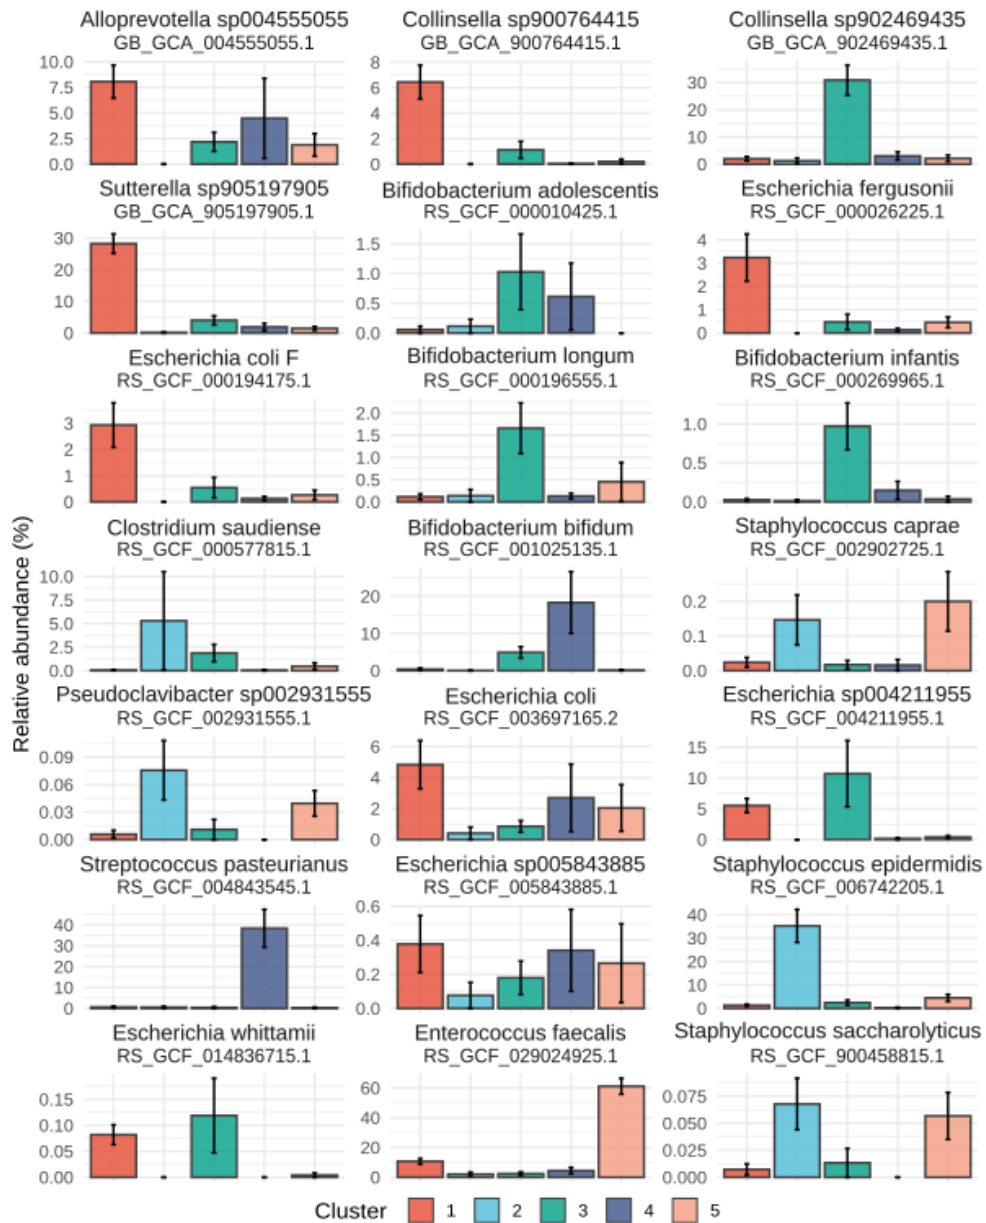 Alloprevotella sp004555055
GB_GCA_004555055.1
10.0
7.5
5.0
2.5
0.0
Collinsella sp900764415
GB_GCA_900764415.1
8
6
4
2
0
Collinsella sp902469435
GB_GCA_902469435.1
30
20
10
0
Sutterella sp905197905
GB_GCA_905197905.1
30
20
10
0
Bifidobacterium adolescentis
RS_GCF_000010425.1
1.5
1.0
0.5
0.0
Escherichia fergusonii
RS_GCF_000026225.1
4
3
2
1
0
Escherichia coli F
RS_GCF_000194175.1
3
2
1
0
Bifidobacterium longum
RS_GCF_000196555.1
2.0
1.5
1.0
0.5
0.0
Bifidobacterium infantis
RS_GCF_000269965.1
1.0
0.5
0.0
Clostridium saudiense
RS_GCF_000577815.1
10.0
7.5
5.0
2.5
0.0
Bifidobacterium bifidum
RS_GCF_001025135.1
20
10
0
Staphylococcus caprae
RS_GCF_002902725.1
0.2
0.1
0.0
Relative abundance (%)
Pseudoclavibacter sp002931555
RS_GCF_002931555.1
0.09
0.06
0.03
0.00
Escherichia coli
RS_GCF_003697165.2
6
4
2
0
Escherichia sp004211955
RS_GCF_004211955.1
15
10
5
0
Streptococcus pasteurianus
RS_GCF_004843545.1
40
30
20
10
0
Escherichia sp005843885
RS_GCF_005843885.1
0.6
0.4
0.2
0.0
Staphylococcus epidermidis
RS_GCF_006742205.1
40
30
20
10
0
Escherichia whittamii
RS_GCF_014836715.1
0.15
0.10
0.05
0.00
Enterococcus faecalis
RS_GCF_029024925.1
60
40
20
0
Staphylococcus saccharolyticus
RS_GCF_900458815.1
0.075
0.050
0.025
0.000
Cluster 1 2 3 4 5